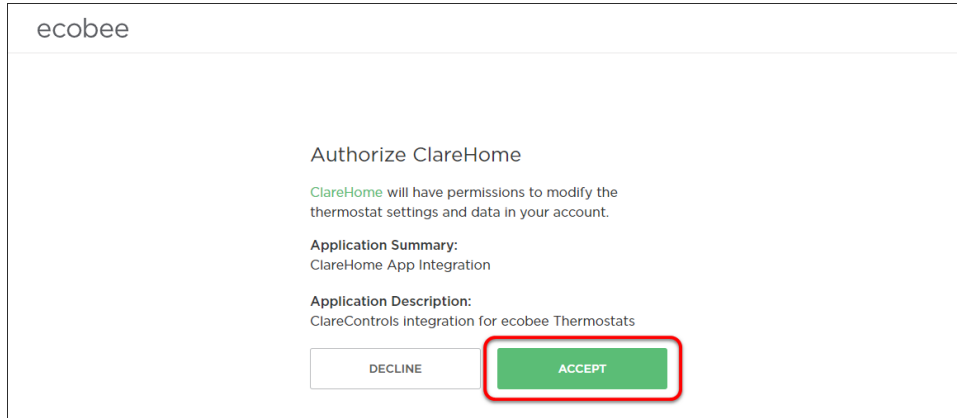 ecobee
Authorize ClareHome
ClareHome will have permissions to modify the
thermostat settings and data in your account.
Application Summary:
ClareHome App Integration
Application Description:
ClareControls integration for ecobee Thermostats
DECLINE
ACCEPT